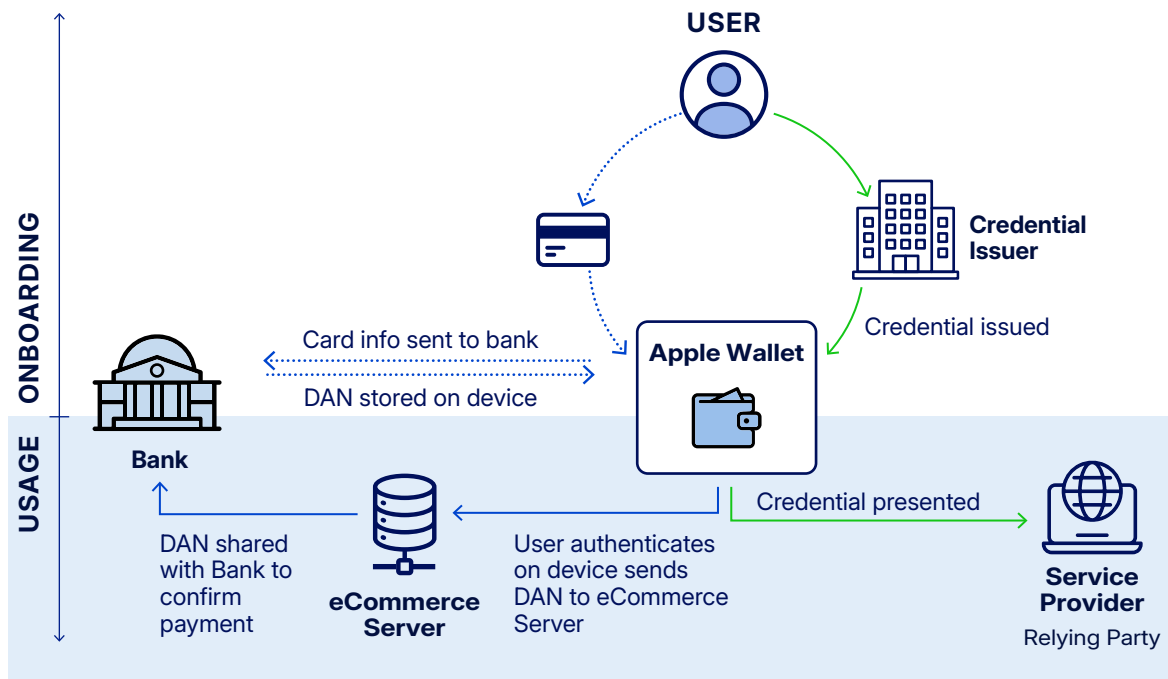 USER
ONBOARDING
Credential
Issuer
Credential issued
Card info sent to bank
DAN stored on device
Apple Wallet
USAGE
Bank
Credential presented
DAN shared
with Bank to
confirm
payment
eCommerce
Server
User authenticates
on device sends
DAN to eCommerce
Server
Service
Provider
Relying Party